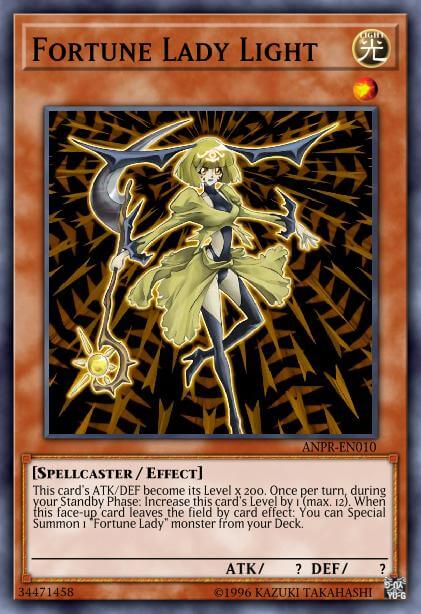 Fortune Lady Light
LIGHT
光
ANPR-EN010
[Spellcaster / Effect]
This card's ATK/DEF become its Level x 200. Once per turn, during
your Standby Phase: Increase this card's Level by 1 (max. 12). When
this face-up card leaves the field by card effect: You can Special
Summon 1 "Fortune Lady" monster from your Deck.
ATK/ ? DEF/ ?
34471458
©1996 KAZUKI TAKAHASHI